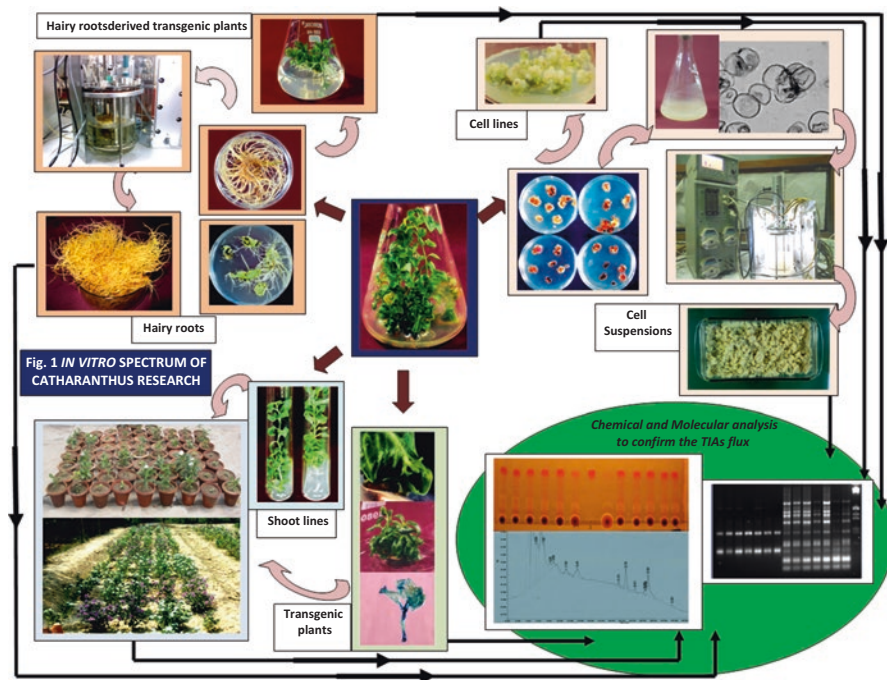 Hairy rootsderived transgenic plants
Cell lines
Hairy roots
Cell
Suspensions
Fig. 1 IN VITRO SPECTRUM OF
CATHARANTHUS RESEARCH
Chemical and Molecular analysis
to confirm the TIAs flux
Shoot lines
Transgenic
plants